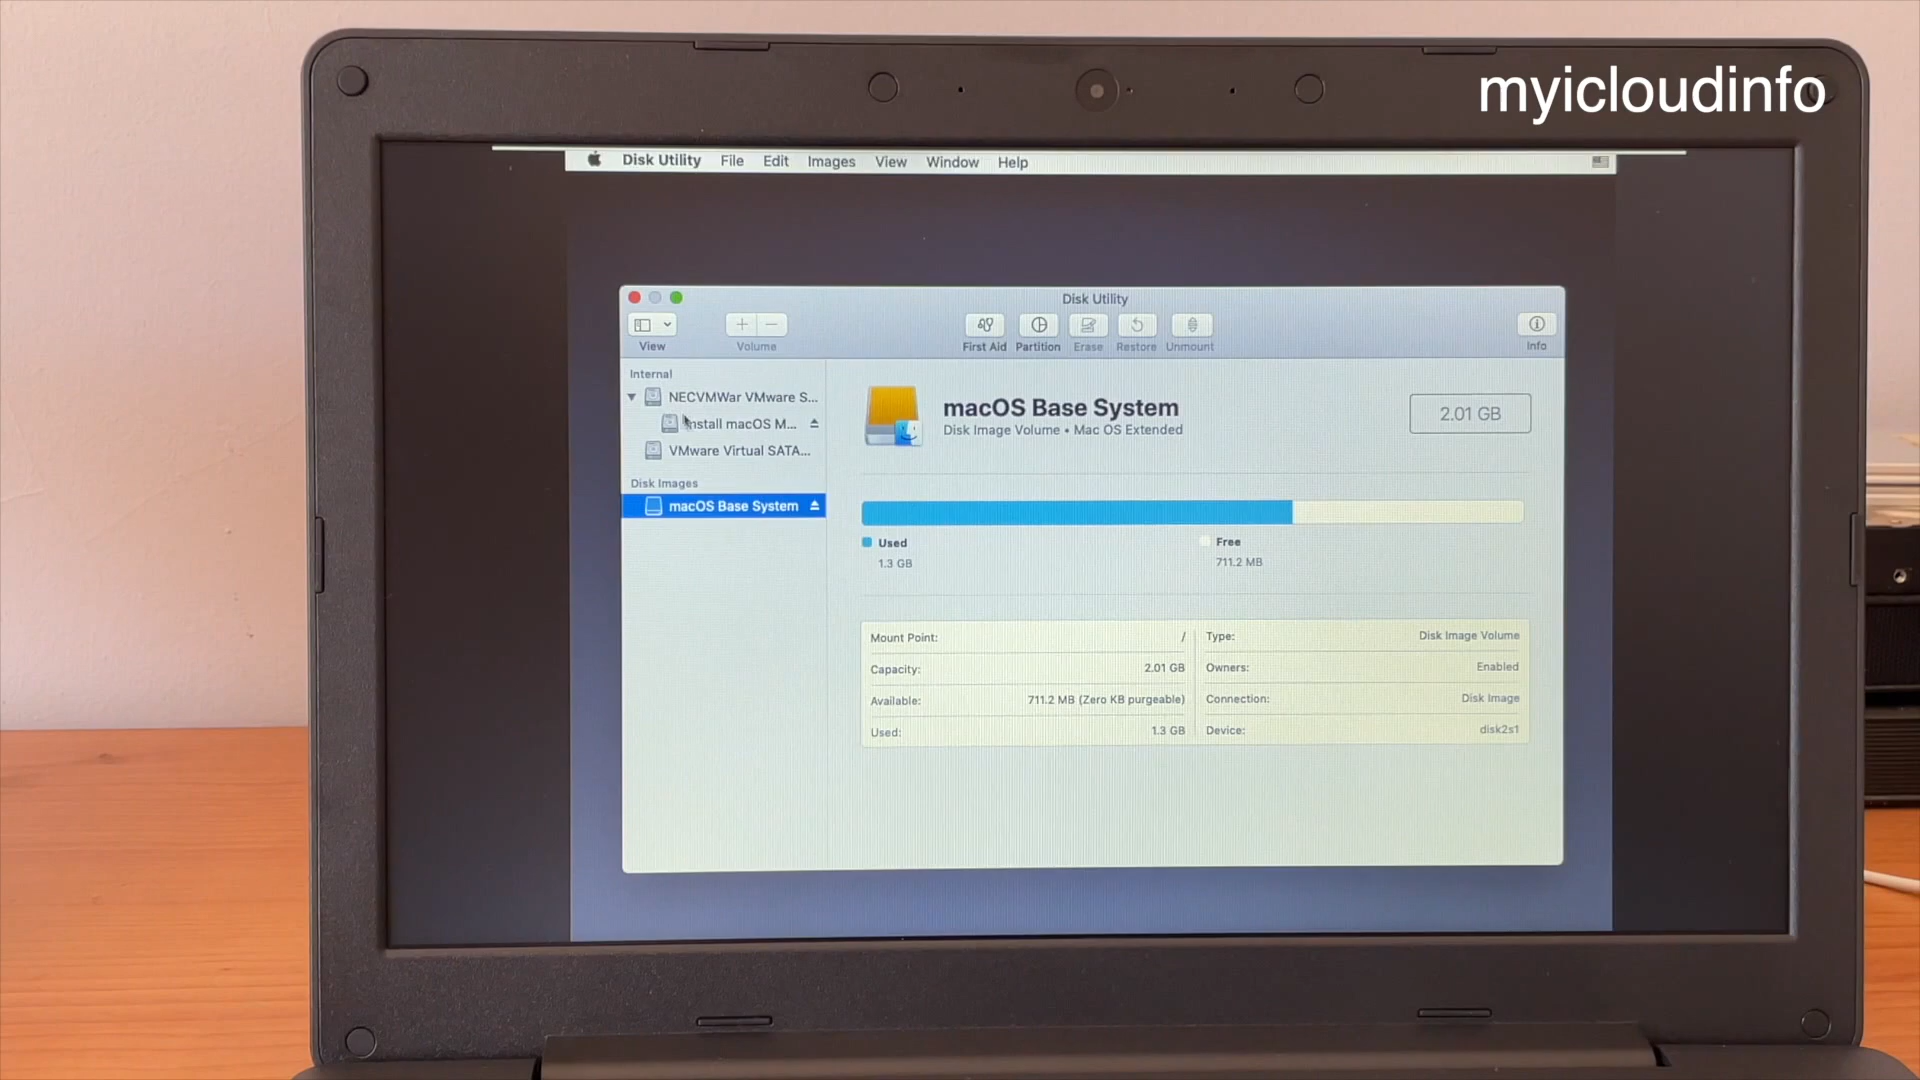 myicloudinfo
Disk Utility File Edit Images View Window Help
Disk Utility
View Volume First Aid Partition Erase Restore Unmount Info
Internal
NECVMWar VMware S...
Install macOS M...
VMware Virtual SATA...
Disk Images
macOS Base System
macOS Base System
Disk Image Volume • Mac OS Extended
2.01 GB
Used
1.3 GB
Free
711.2 MB
Mount Point: /
Capacity: 2.01 GB
Available: 711.2 MB (Zero KB purgeable)
Used: 1.3 GB
Type: Disk Image Volume
Owners: Enabled
Connection: Disk Image
Device: disk2s1